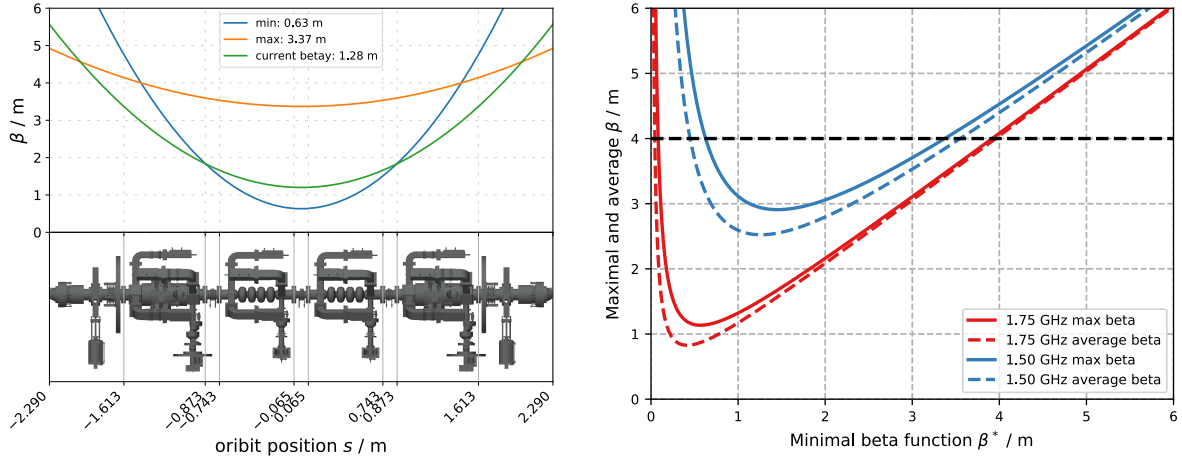 6
5
4
3
2
1
0
β / m
min: 0.63 m
max: 3.37 m
current betay: 1.28 m
−2.290
−1.613
−0.873
−0.743
−0.063
0.065
0.743
0.873
1.613
2.290
oribit position s / m
6
5
4
3
2
1
0
Maximal and average β / m
1.75 GHz max beta
1.75 GHz average beta
1.50 GHz max beta
1.50 GHz average beta
0 1 2 3 4 5 6
Minimal beta function β* / m